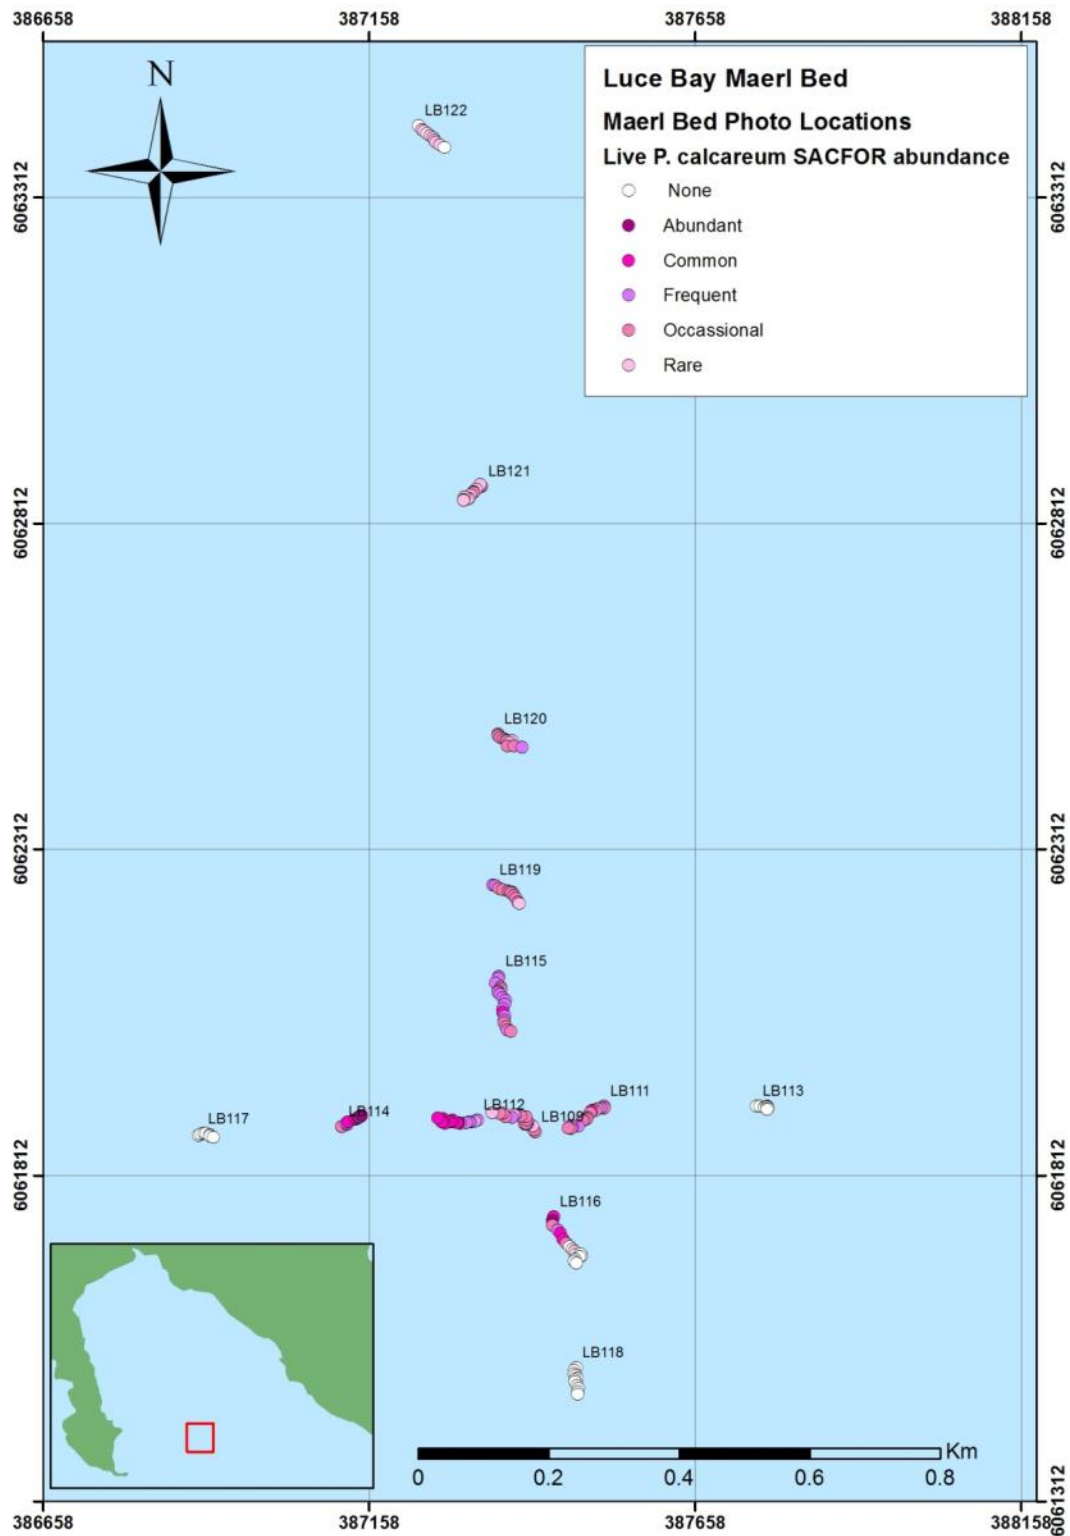 386658 387158 387658 388158
N
Luce Bay Maerl Bed
Maerl Bed Photo Locations
Live P. calcareum SACFOR abundance
None
Abundant
Common
Frequent
Occassional
Rare
LB122
6063312 6063312
LB121
6062812 6062812
LB120
6062312 6062312
LB119
LB115
LB111
LB113
LB112
LB114
LB109
LB117
6061812 6061812
LB116
LB118
Km
0 0.2 0.4 0.6 0.8
6061312 6061312
386658 387158 387658 388158